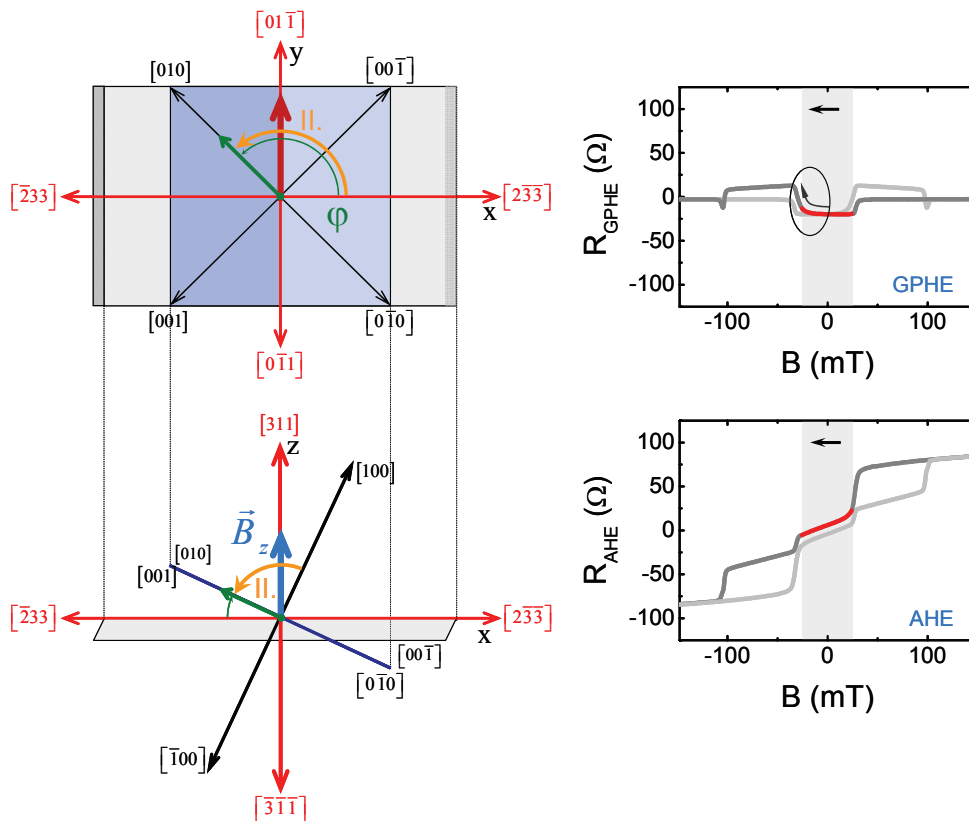 [01̄1̄]
y
[010]
[001̄]
II.
[2̄33]
[23̄3̄]
x
φ
[001]
[01̄0]
[01̄1]
[311]
z
[100]
B⃗z
[010]
[001]
II.
[2̄33]
x
[23̄3̄]
[001̄]
[01̄0]
[1̄00]
[3̄1̄1̄]
R_GPHE (Ω)
100
50
0
-50
-100
GPHE
-100
0
100
B (mT)
R_AHE (Ω)
100
50
0
-50
-100
AHE
-100
0
100
B (mT)